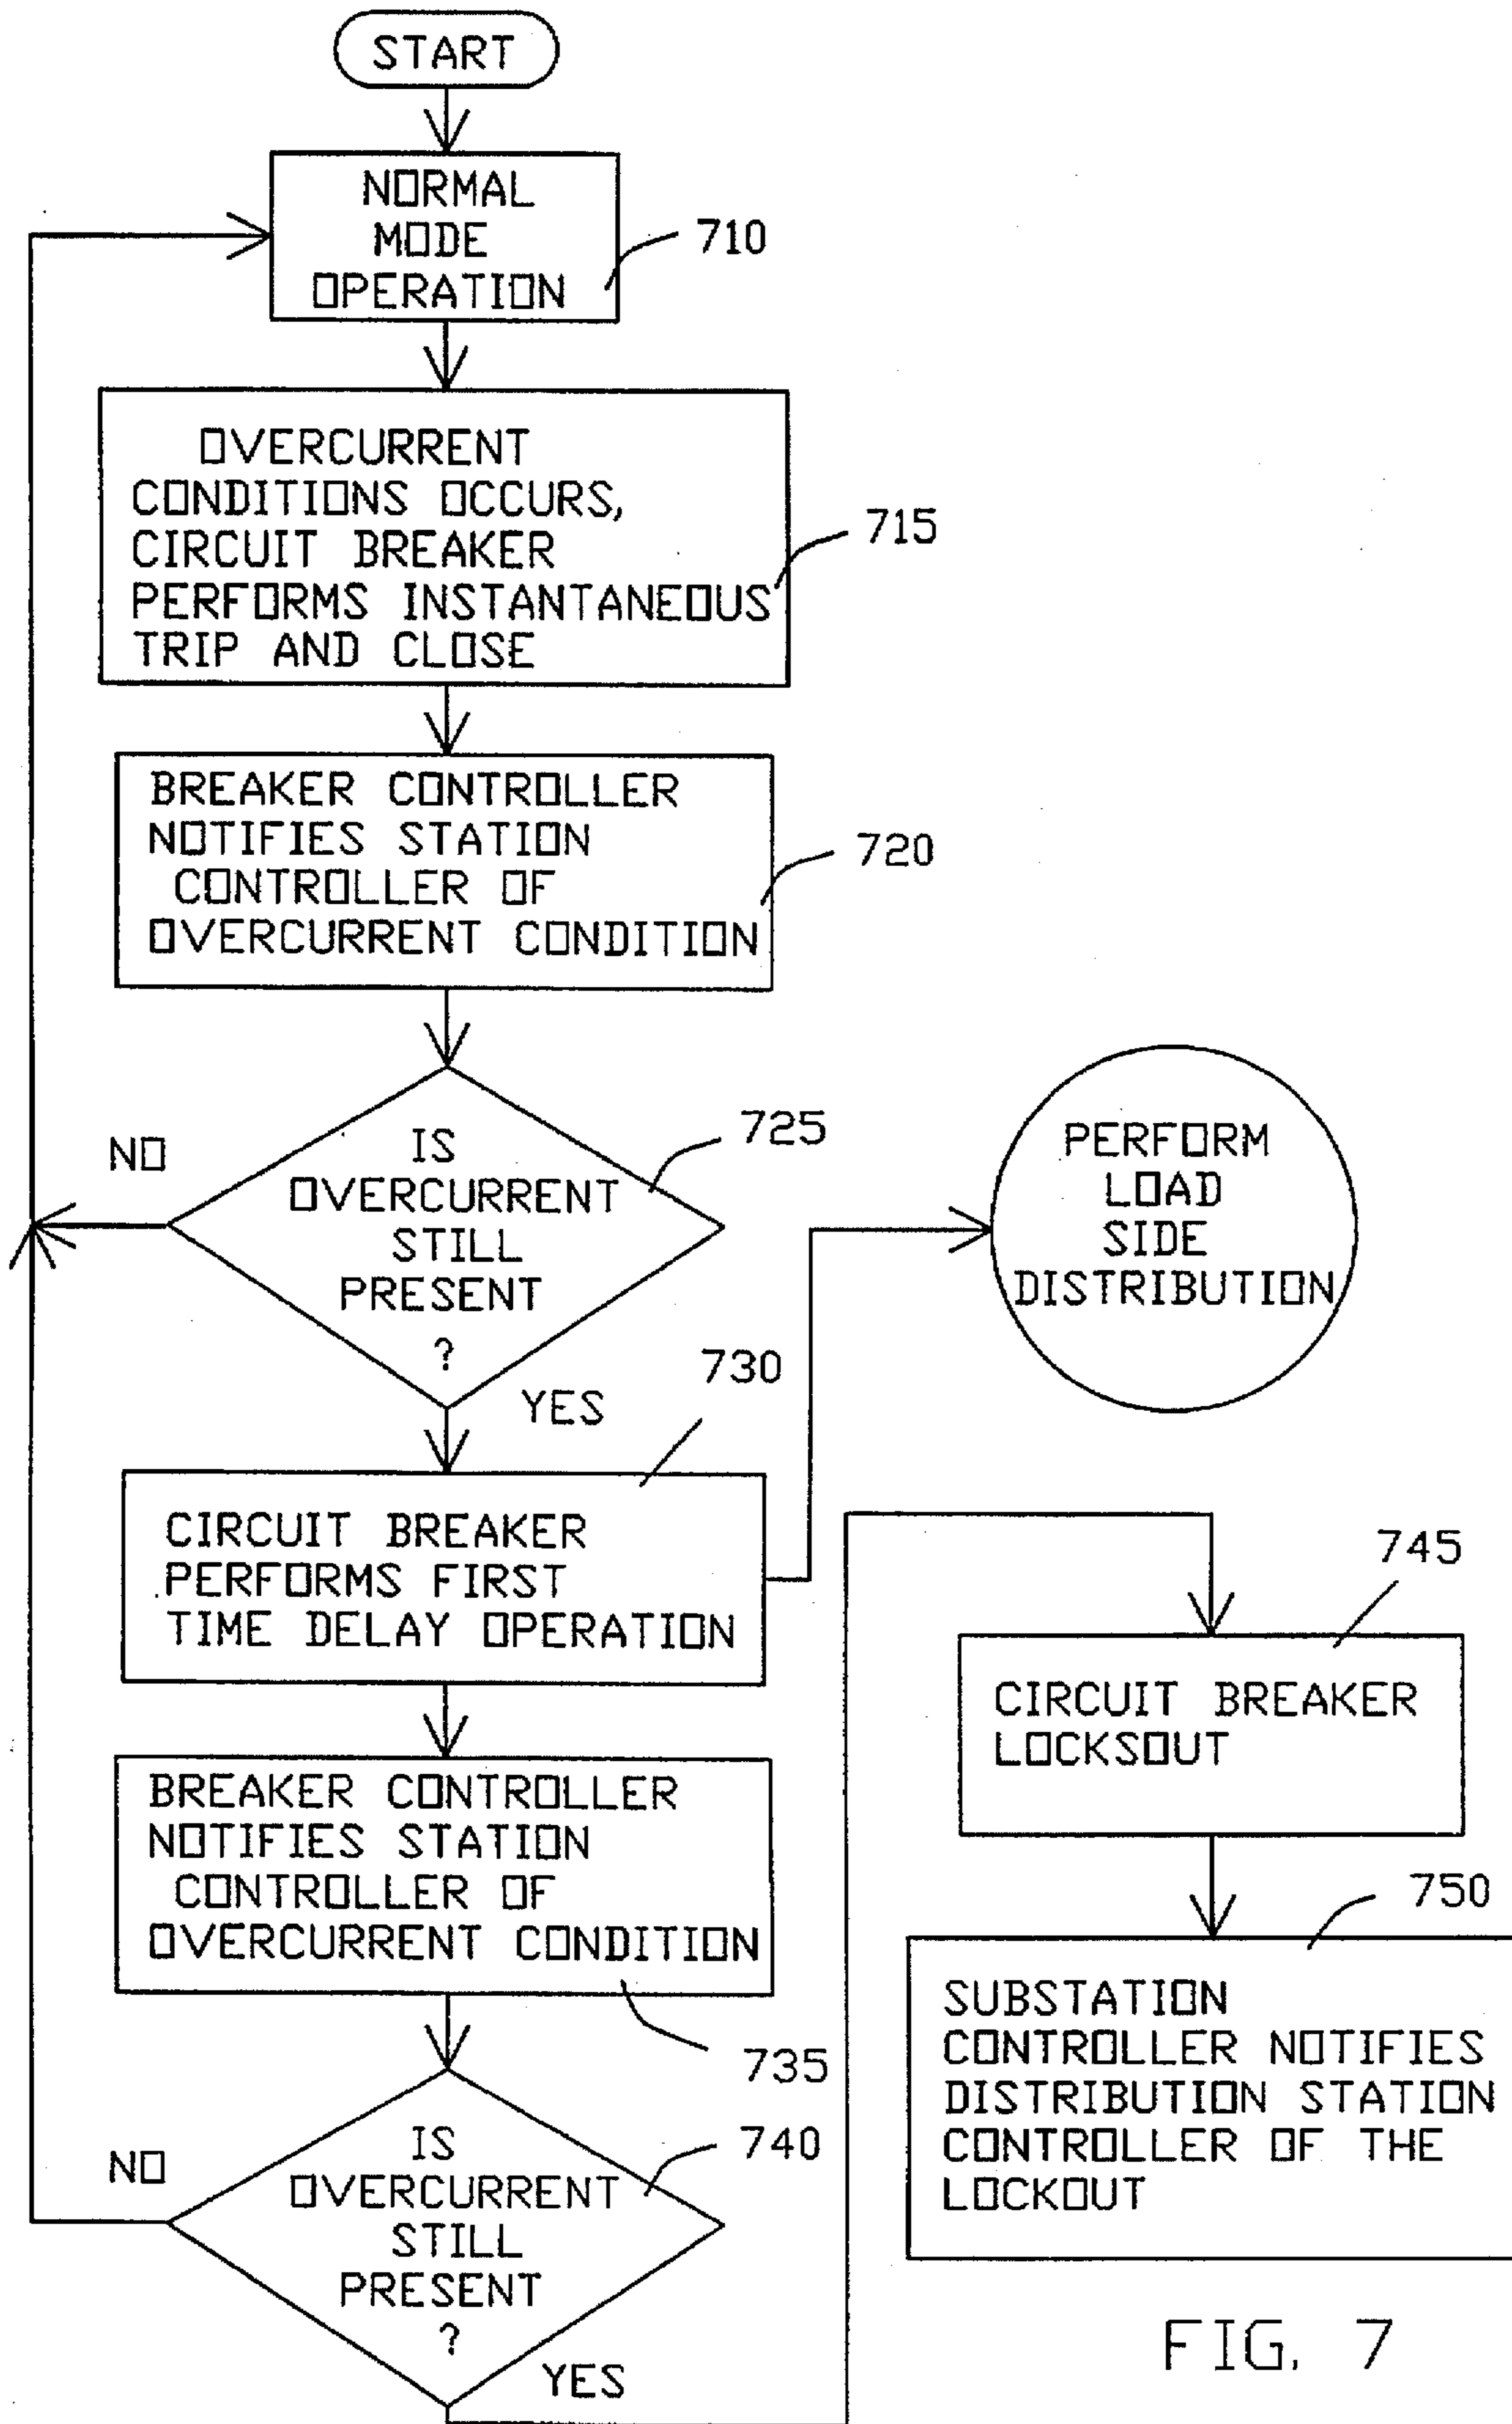 START
NORMAL
MODE
OPERATION
710
OVERCURRENT
CONDITIONS OCCURS,
CIRCUIT BREAKER
PERFORMS INSTANTANEOUS
TRIP AND CLOSE
715
BREAKER CONTROLLER
NOTIFIES STATION
CONTROLLER OF
OVERCURRENT CONDITION
720
IS
OVERCURRENT
STILL
PRESENT
?
725
NO
YES
PERFORM
LOAD
SIDE
DISTRIBUTION
730
CIRCUIT BREAKER
PERFORMS FIRST
TIME DELAY OPERATION
BREAKER CONTROLLER
NOTIFIES STATION
CONTROLLER OF
OVERCURRENT CONDITION
735
IS
OVERCURRENT
STILL
PRESENT
?
740
NO
YES
745
CIRCUIT BREAKER
LOCKSOUT
750
SUBSTATION
CONTROLLER NOTIFIES
DISTRIBUTION STATION
CONTROLLER OF THE
LOCKOUT
FIG. 7